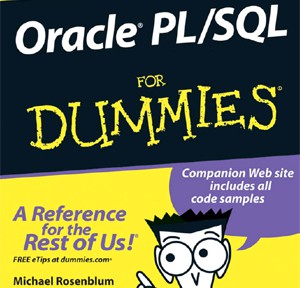 Oracle® PL/SQL
FOR
DUMMIES®
Companion Web site
includes all
code samples
A Reference
for the
Rest of Us!®
FREE eTips at dummies.com®
Michael Rosenblum